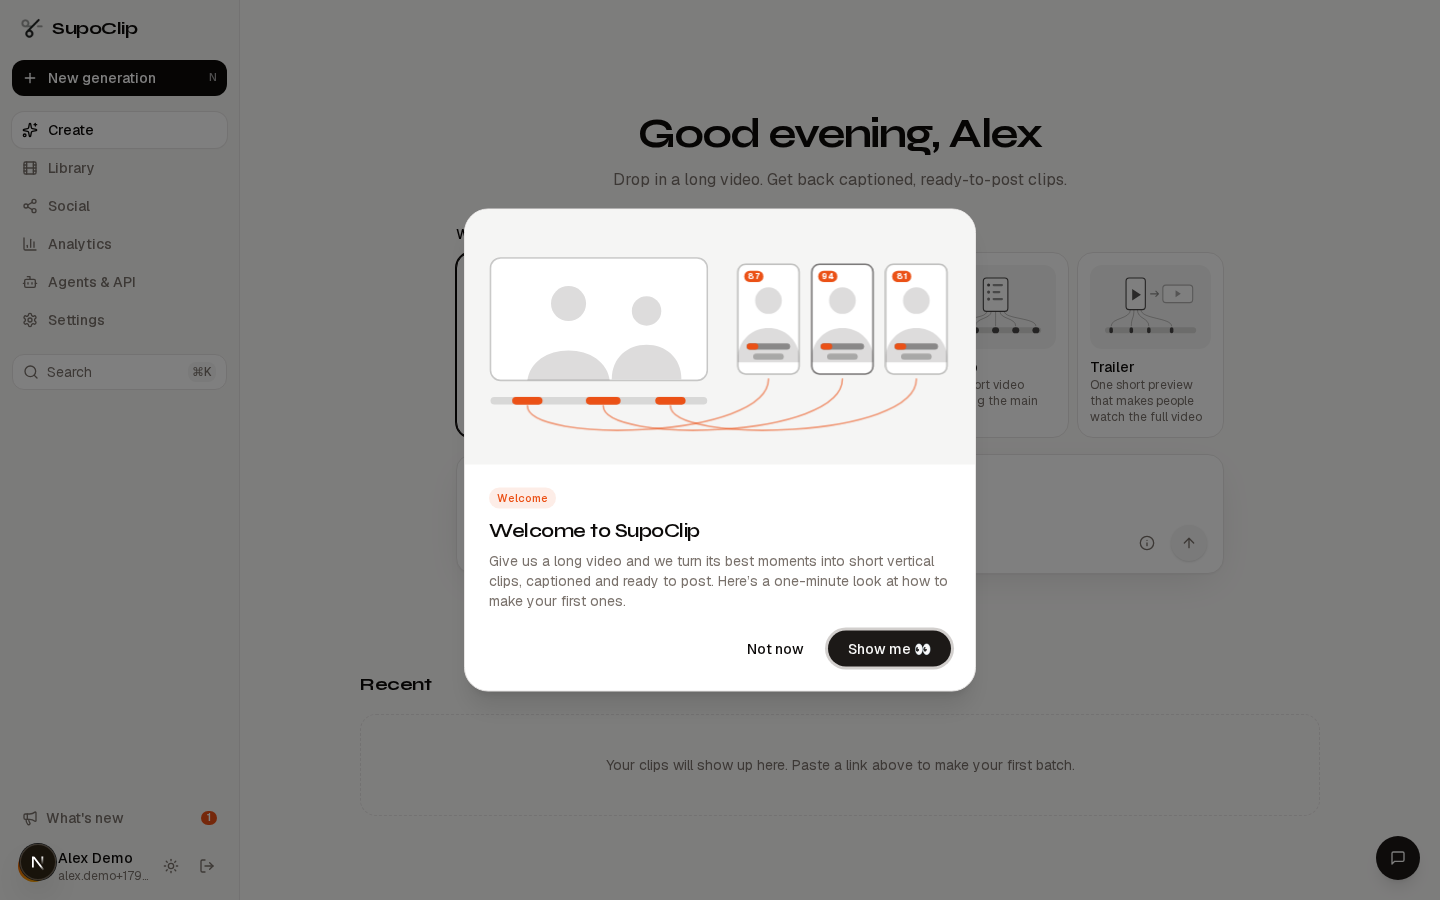 SupoClip
New generation N
Create
Library
Social
Analytics
Agents & API
Settings
Search ⌘K
What's new 1
N
Alex Demo
alex.demo+179...
Good evening, Alex
Drop in a long video. Get back captioned, ready-to-post clips.
W
87 94 81
Welcome
Welcome to SupoClip
Give us a long video and we turn its best moments into short vertical
clips, captioned and ready to post. Here's a one-minute look at how to
make your first ones.
Not now
Show me 👀
video
the main
Trailer
One short preview
that makes people
watch the full video
Recent
Your clips will show up here. Paste a link above to make your first batch.